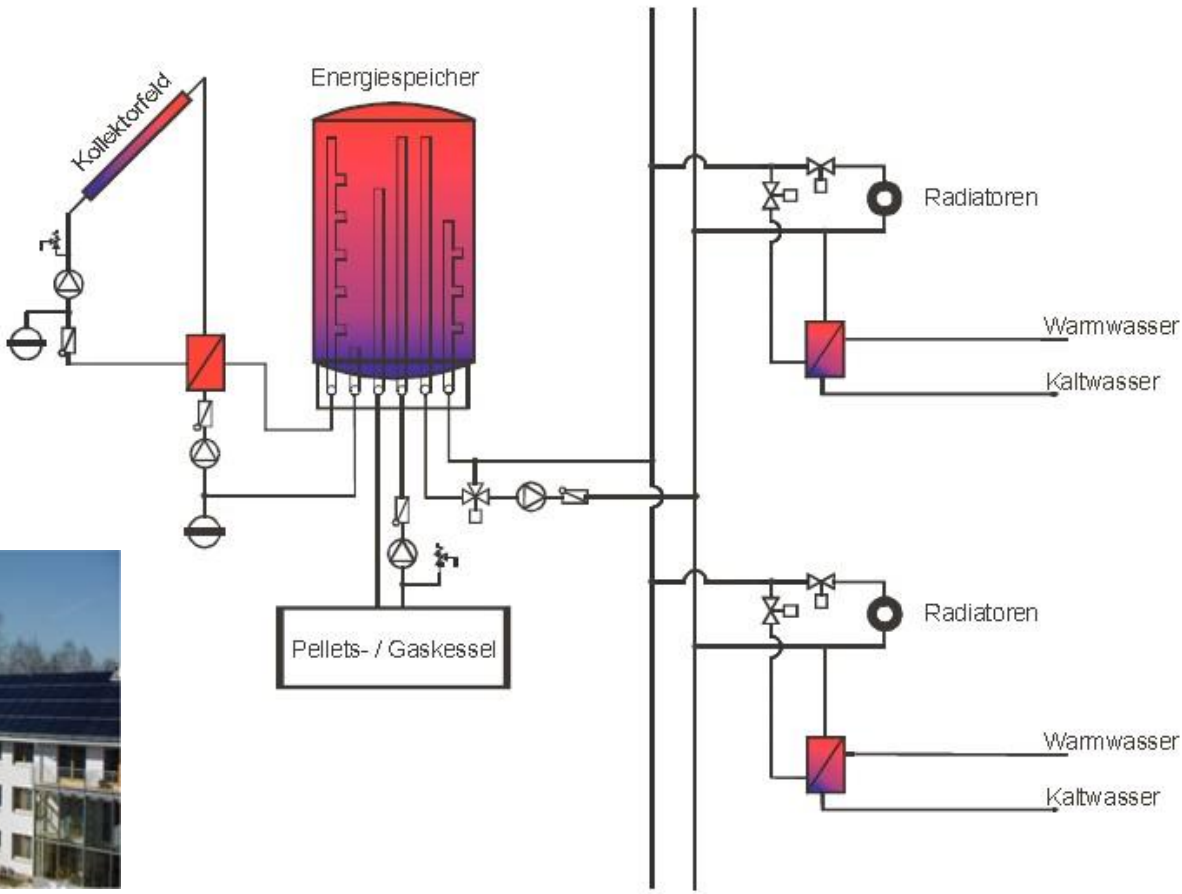 Energiespeicher
Kollektorfeld
Radiatoren
Warmwasser
Kaltwasser
Pellets- / Gaskessel
Radiatoren
Warmwasser
Kaltwasser